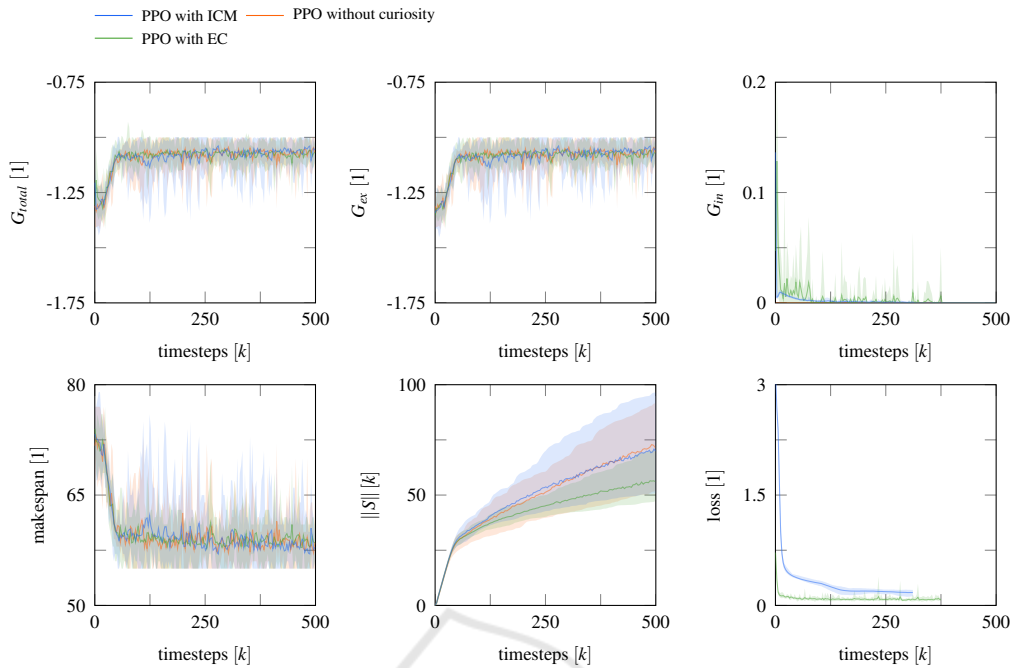 PPO with ICM PPO without curiosity
PPO with EC
-0.75
-1.25
-1.75
G_total [1]
0 250 500
timesteps [k]
-0.75
-1.25
-1.75
G_ex [1]
0 250 500
timesteps [k]
0.2
0.1
0
G_in [1]
0 250 500
timesteps [k]
80
65
50
makespan [1]
0 250 500
timesteps [k]
100
50
0
||S|| [k]
0 250 500
timesteps [k]
3
1.5
0
loss [1]
0 250 500
timesteps [k]